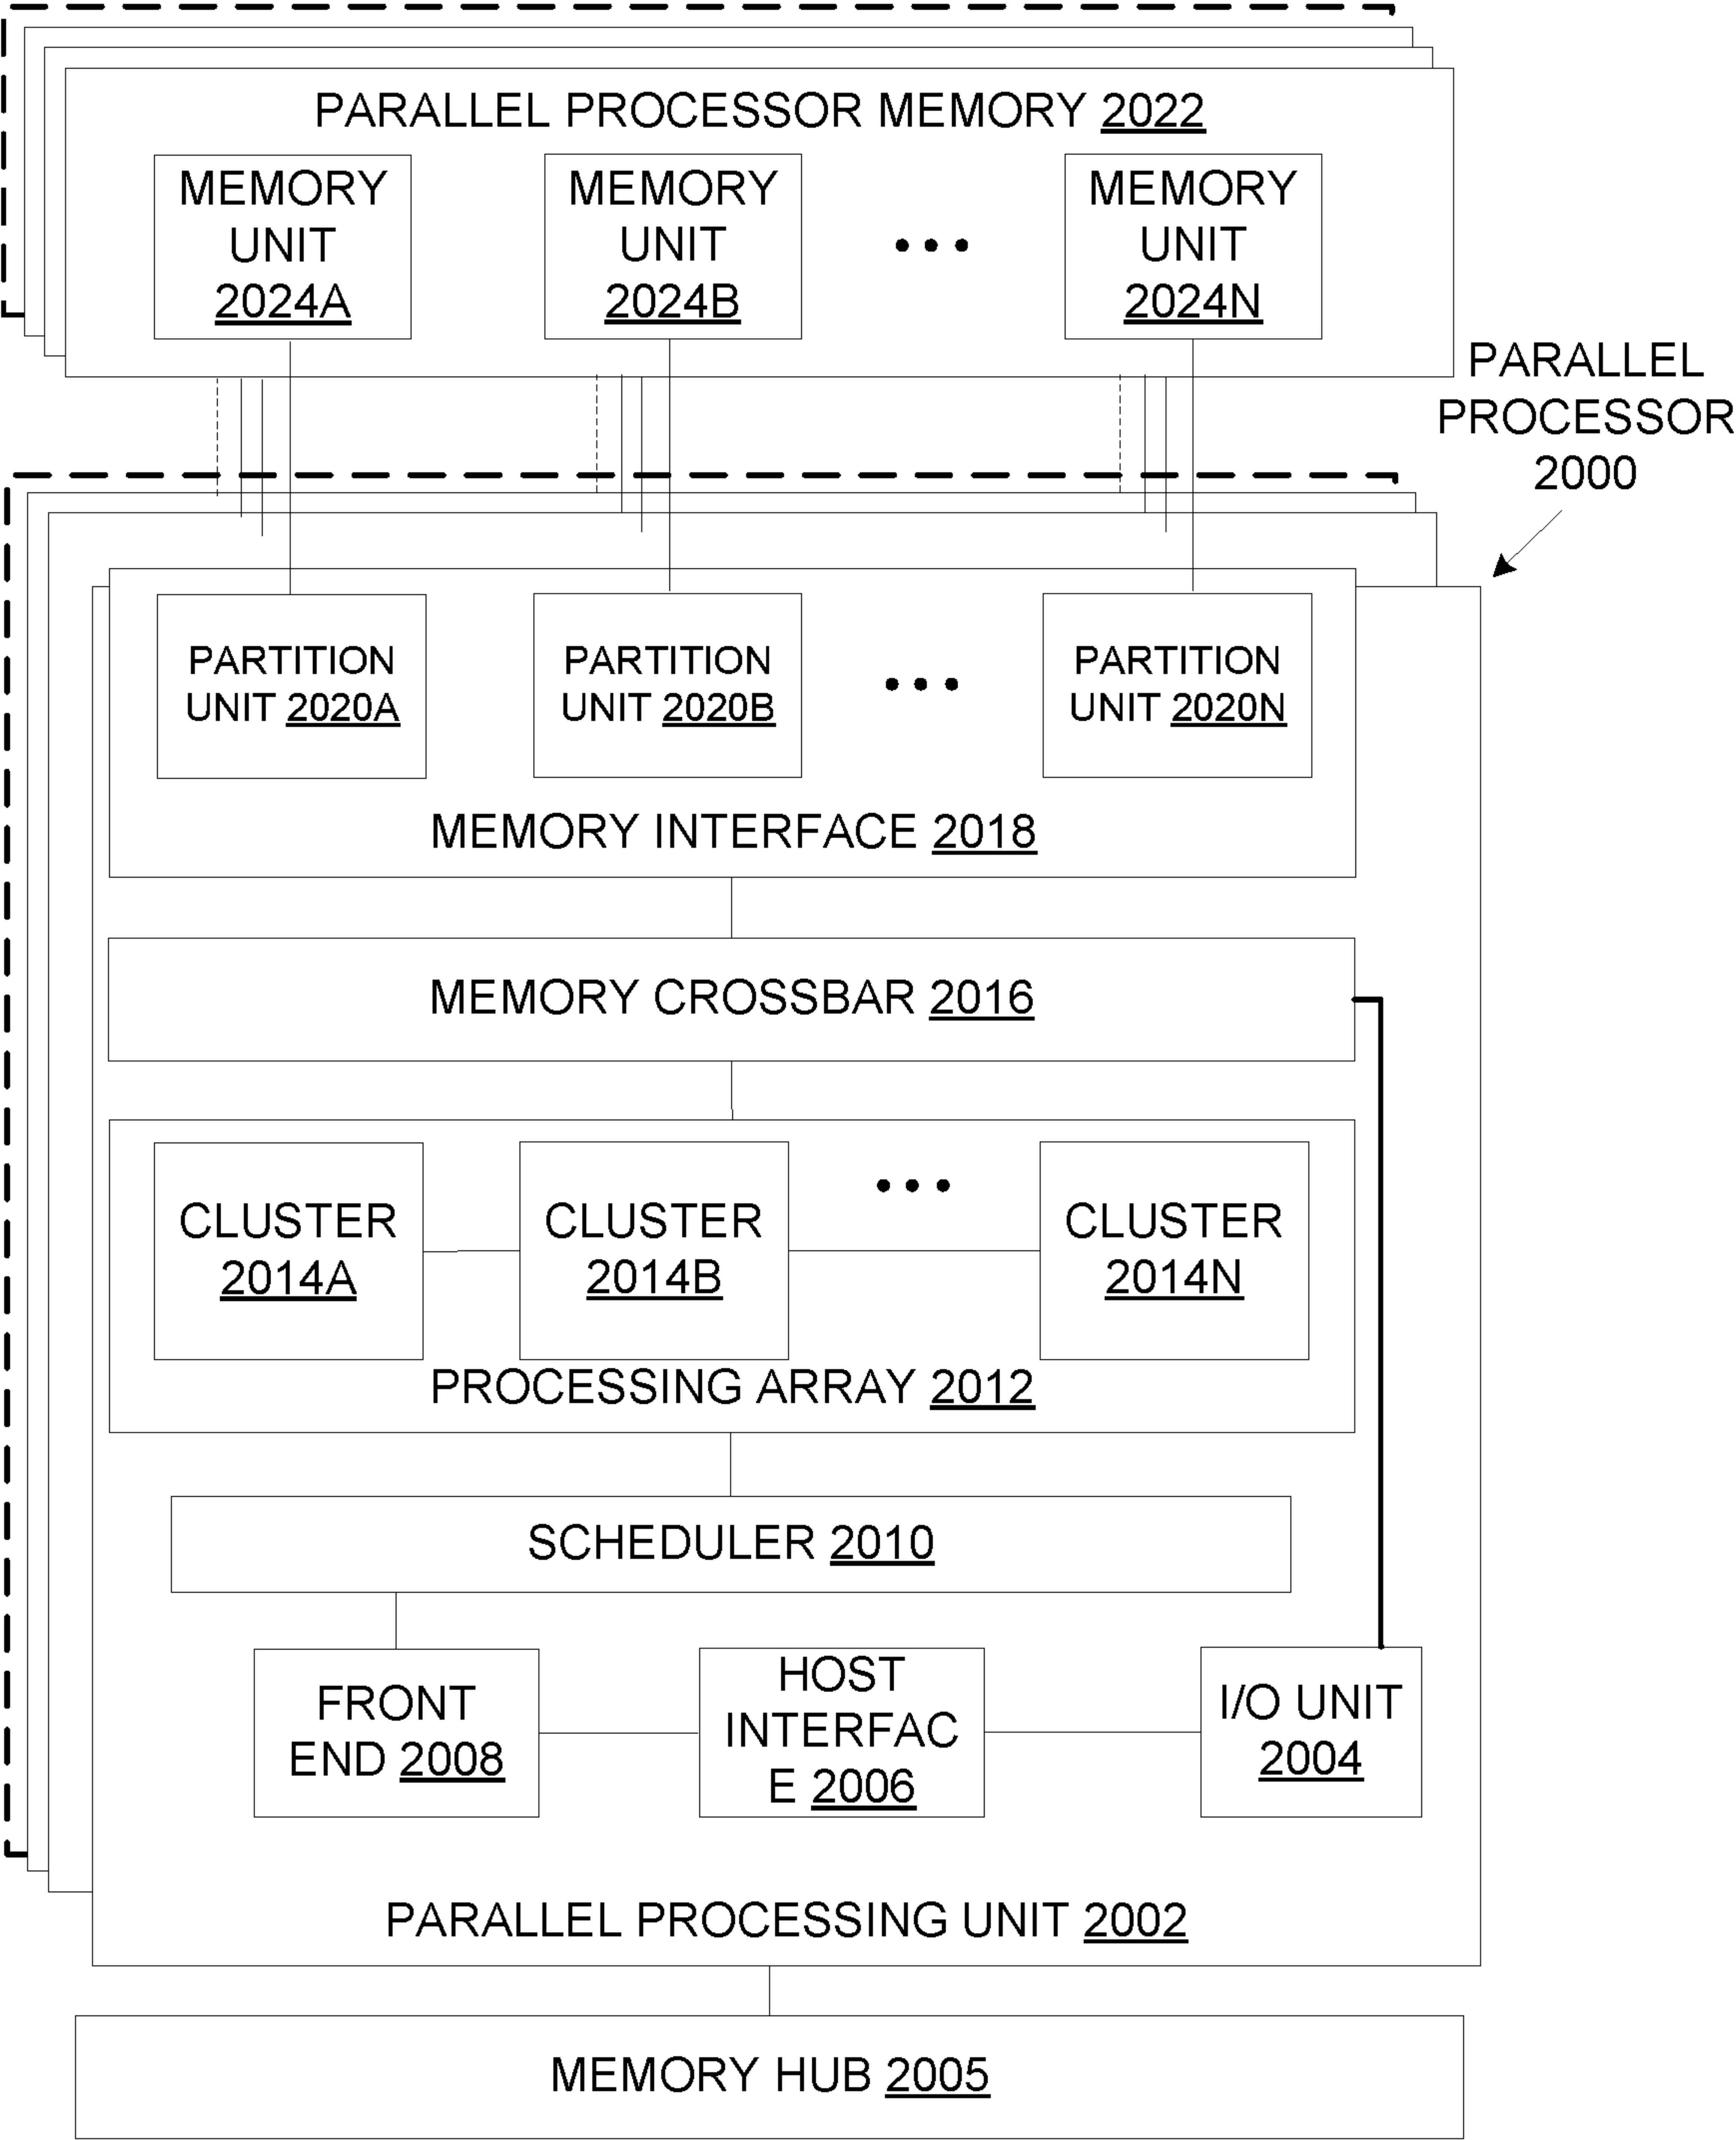 PARALLEL PROCESSOR MEMORY 2022
MEMORY
UNIT
2024A
MEMORY
UNIT
2024B
MEMORY
UNIT
2024N
PARALLEL
PROCESSOR
2000
PARTITION
UNIT 2020A
PARTITION
UNIT 2020B
PARTITION
UNIT 2020N
MEMORY INTERFACE 2018
MEMORY CROSSBAR 2016
CLUSTER
2014A
CLUSTER
2014B
CLUSTER
2014N
PROCESSING ARRAY 2012
SCHEDULER 2010
FRONT
END 2008
HOST
INTERFAC
E 2006
I/O UNIT
2004
PARALLEL PROCESSING UNIT 2002
MEMORY HUB 2005